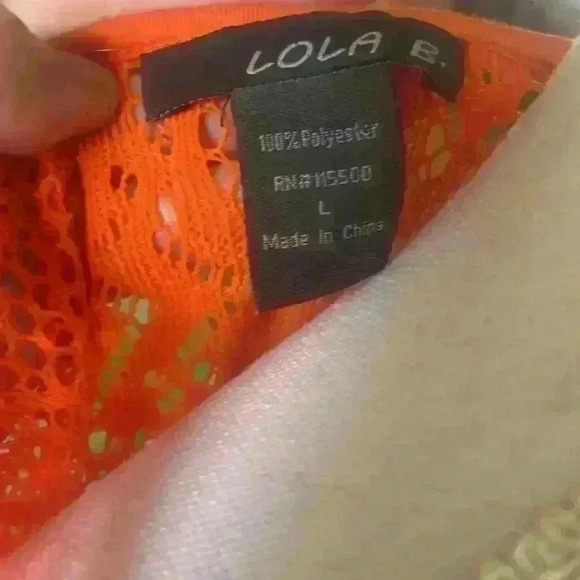 LOLA B.
100% Polyester
RN#115500
L
Made In China